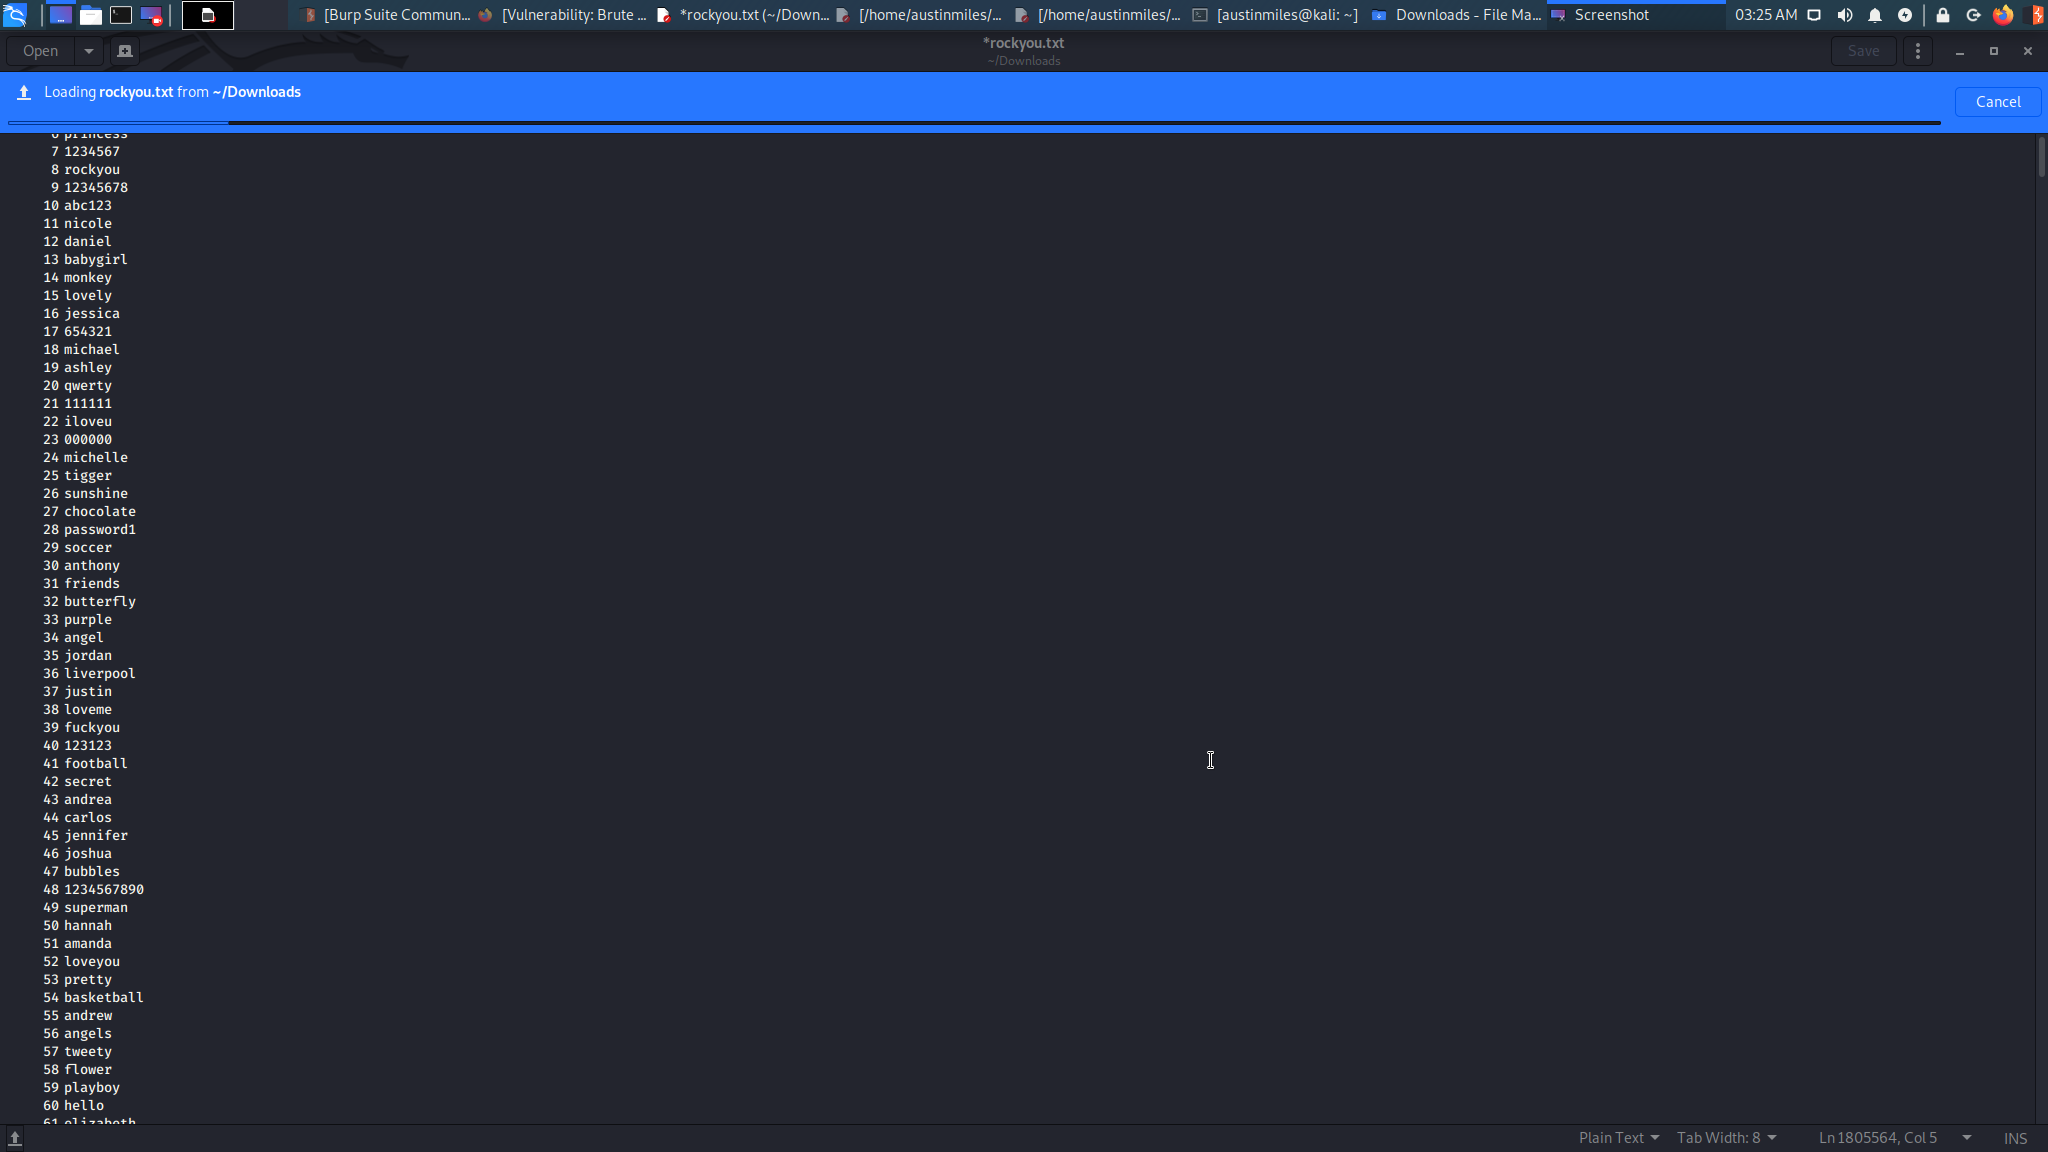 [Burp Suite Commun... [Vulnerability: Brute ... *rockyou.txt (~/Down... [/home/austinmiles/... [/home/austinmiles/... [austinmiles@kali: ~] Downloads - File Ma... Screenshot 03:25 AM
Open *rockyou.txt Save
~/Downloads
Loading rockyou.txt from ~/Downloads
Cancel
6 princess
7 1234567
8 rockyou
9 12345678
10 abc123
11 nicole
12 daniel
13 babygirl
14 monkey
15 lovely
16 jessica
17 654321
18 michael
19 ashley
20 qwerty
21 111111
22 iloveu
23 000000
24 michelle
25 tigger
26 sunshine
27 chocolate
28 password1
29 soccer
30 anthony
31 friends
32 butterfly
33 purple
34 angel
35 jordan
36 liverpool
37 justin
38 loveme
39 fuckyou
40 123123
41 football
42 secret
43 andrea
44 carlos
45 jennifer
46 joshua
47 bubbles
48 1234567890
49 superman
50 hannah
51 amanda
52 loveyou
53 pretty
54 basketball
55 andrew
56 angels
57 tweety
58 flower
59 playboy
60 hello
61 elizabeth
Plain Text Tab Width: 8 Ln 1805564, Col 5 INS